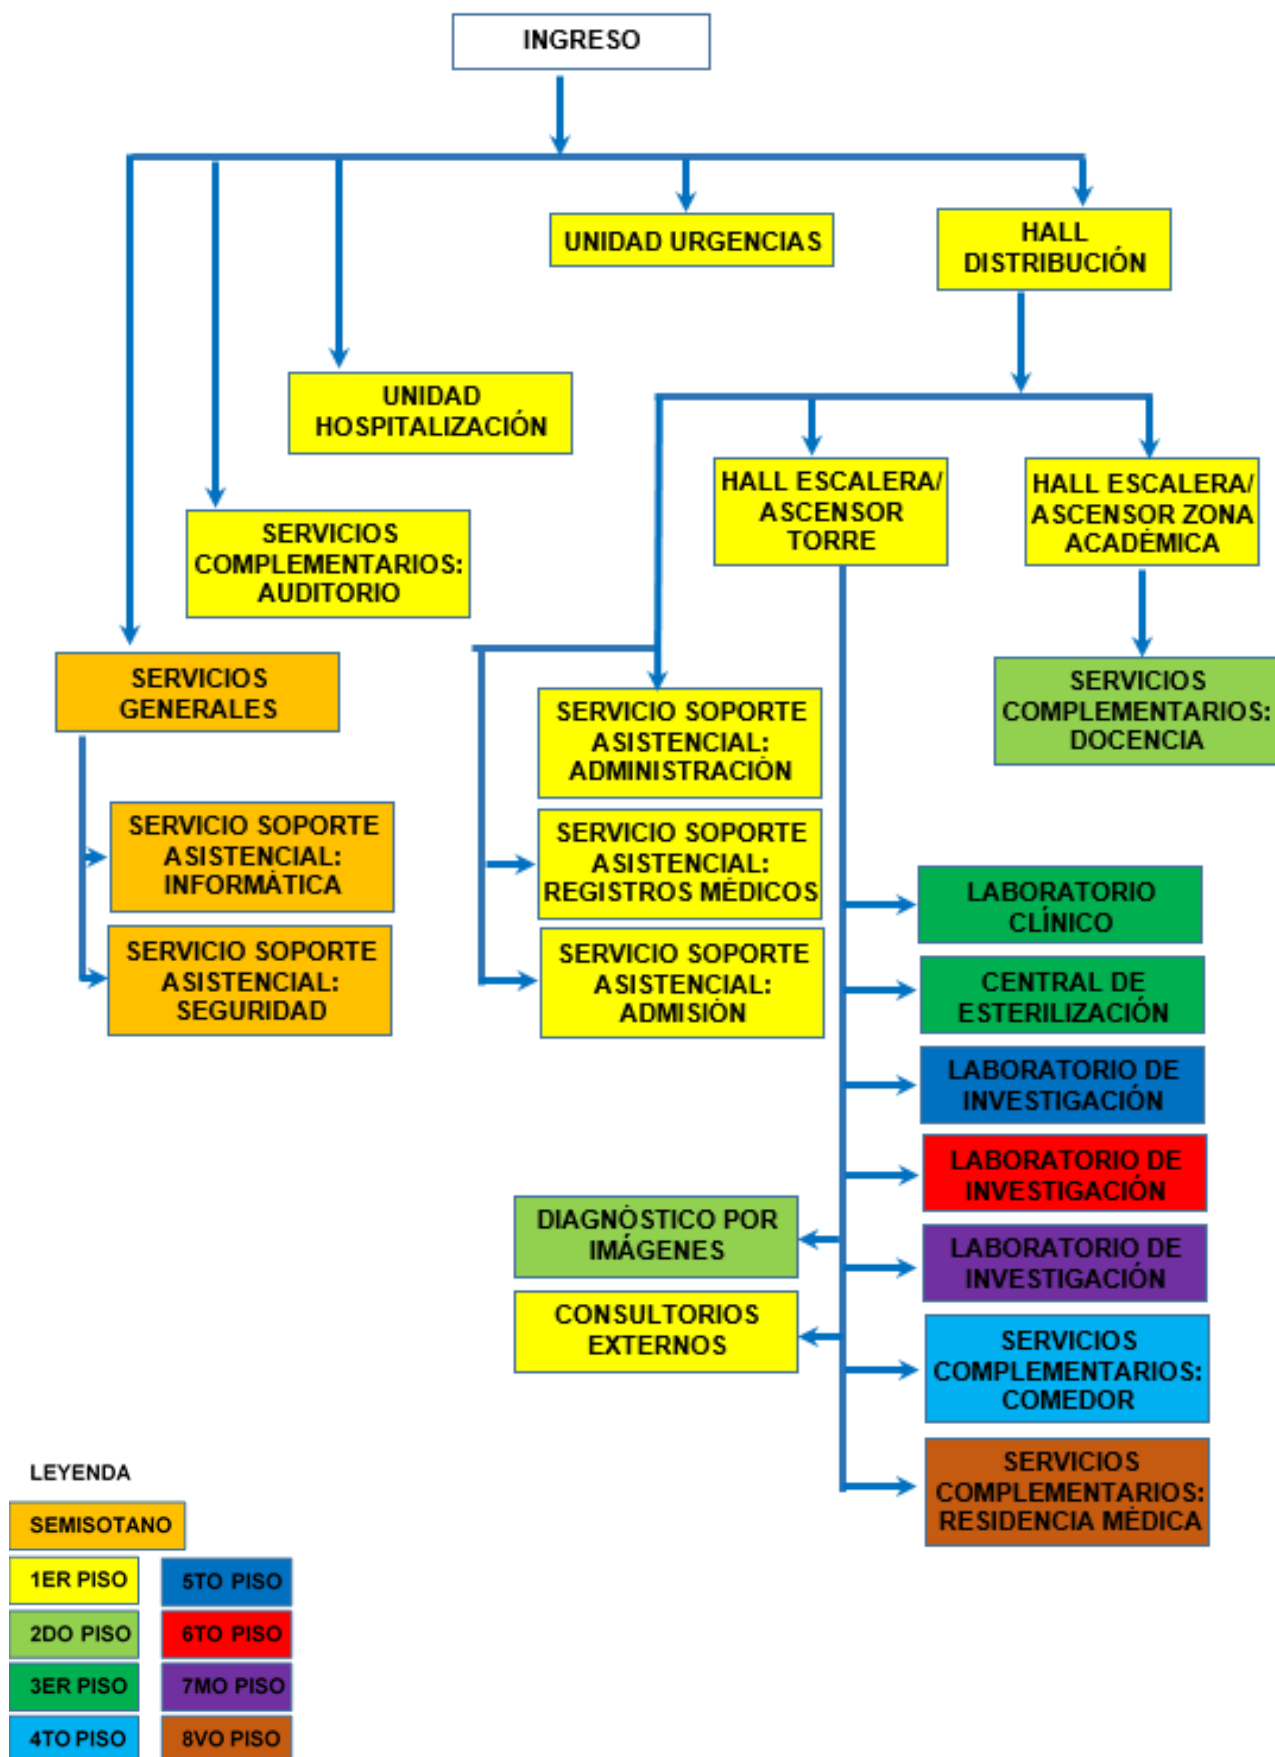 INGRESO
UNIDAD URGENCIAS
HALL
DISTRIBUCIÓN
UNIDAD
HOSPITALIZACIÓN
HALL ESCALERA/
ASCENSOR
TORRE
HALL ESCALERA/
ASCENSOR ZONA
ACADÉMICA
SERVICIOS
COMPLEMENTARIOS:
AUDITORIO
SERVICIOS
GENERALES
SERVICIO SOPORTE
ASISTENCIAL:
ADMINISTRACIÓN
SERVICIOS
COMPLEMENTARIOS:
DOCENCIA
SERVICIO SOPORTE
ASISTENCIAL:
INFORMÁTICA
SERVICIO SOPORTE
ASISTENCIAL:
REGISTROS MÉDICOS
SERVICIO SOPORTE
ASISTENCIAL:
SEGURIDAD
SERVICIO SOPORTE
ASISTENCIAL:
ADMISIÓN
LABORATORIO
CLÍNICO
CENTRAL DE
ESTERILIZACIÓN
LABORATORIO DE
INVESTIGACIÓN
LABORATORIO DE
INVESTIGACIÓN
DIAGNÓSTICO POR
IMÁGENES
LABORATORIO DE
INVESTIGACIÓN
CONSULTORIOS
EXTERNOS
SERVICIOS
COMPLEMENTARIOS:
COMEDOR
SERVICIOS
COMPLEMENTARIOS:
RESIDENCIA MÉDICA
LEYENDA
SEMISOTANO
1ER PISO
2DO PISO
3ER PISO
4TO PISO
5TO PISO
6TO PISO
7MO PISO
8VO PISO